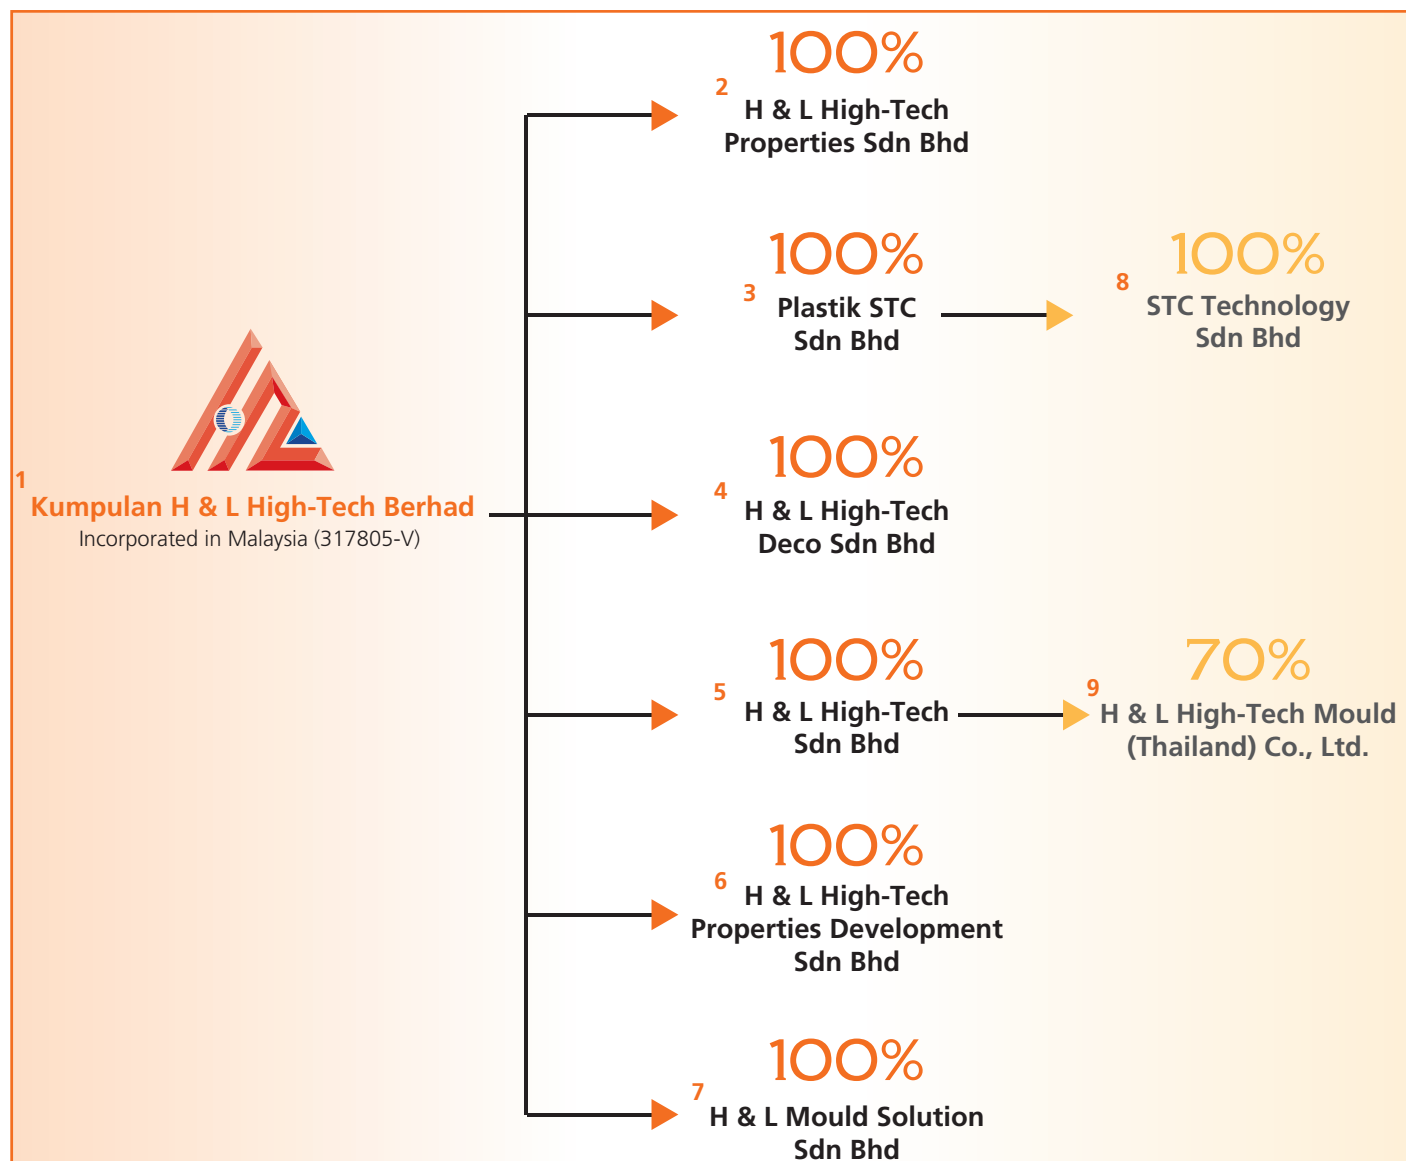 100%
2
H & L High-Tech
Properties Sdn Bhd
100%
3
Plastik STC
Sdn Bhd
100%
8
STC Technology
Sdn Bhd
1
Kumpulan H & L High-Tech Berhad
Incorporated in Malaysia (317805-V)
100%
4
H & L High-Tech
Deco Sdn Bhd
100%
5
H & L High-Tech
Sdn Bhd
70%
9
H & L High-Tech Mould
(Thailand) Co., Ltd.
100%
6
H & L High-Tech
Properties Development
Sdn Bhd
100%
7
H & L Mould Solution
Sdn Bhd